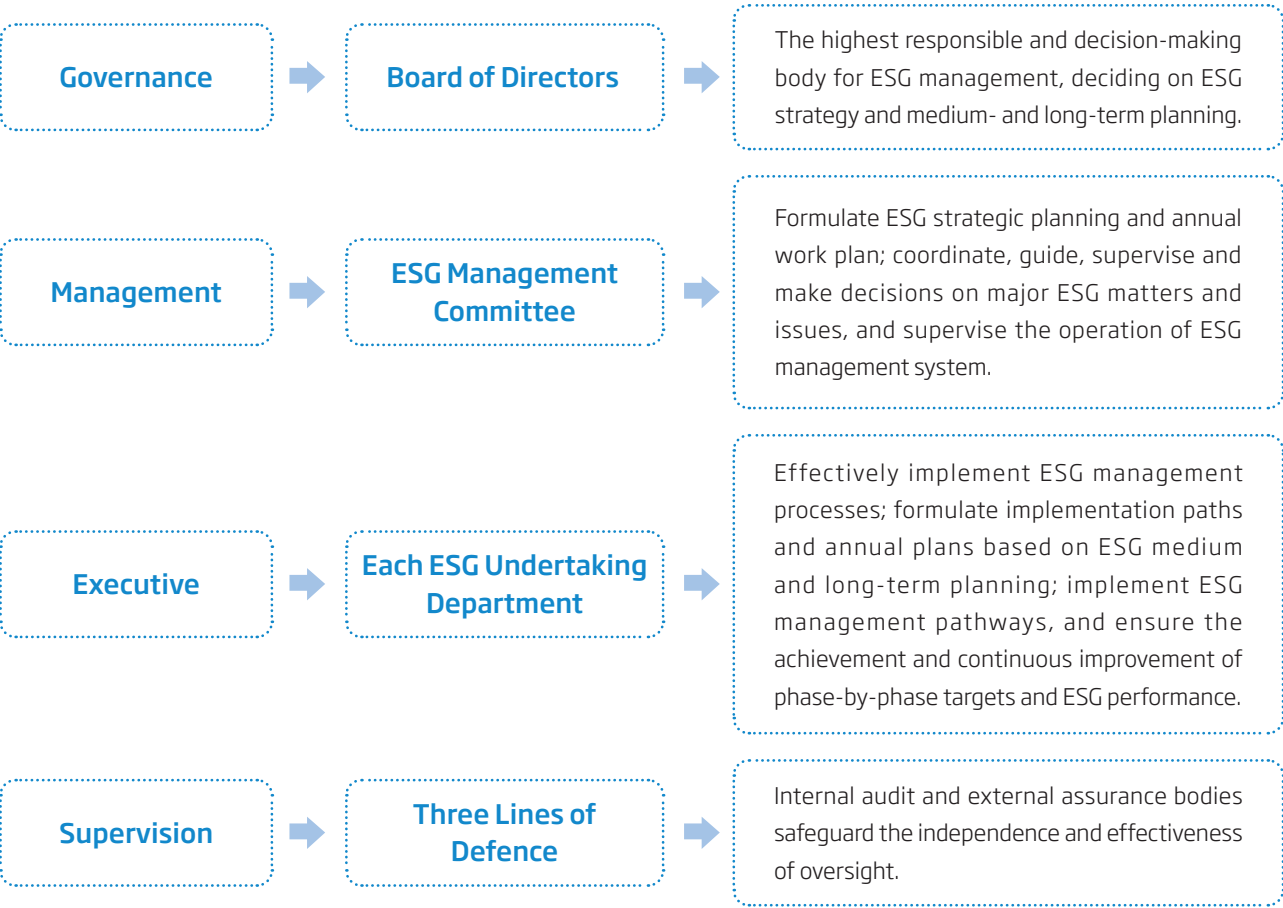 Governance
Board of Directors
The highest responsible and decision-making
body for ESG management, deciding on ESG
strategy and medium- and long-term planning.
Management
ESG Management
Committee
Formulate ESG strategic planning and annual
work plan; coordinate, guide, supervise and
make decisions on major ESG matters and
issues, and supervise the operation of ESG
management system.
Executive
Each ESG Undertaking
Department
Effectively implement ESG management
processes; formulate implementation paths
and annual plans based on ESG medium
and long-term planning; implement ESG
management pathways, and ensure the
achievement and continuous improvement of
phase-by-phase targets and ESG performance.
Supervision
Three Lines of
Defence
Internal audit and external assurance bodies
safeguard the independence and effectiveness
of oversight.